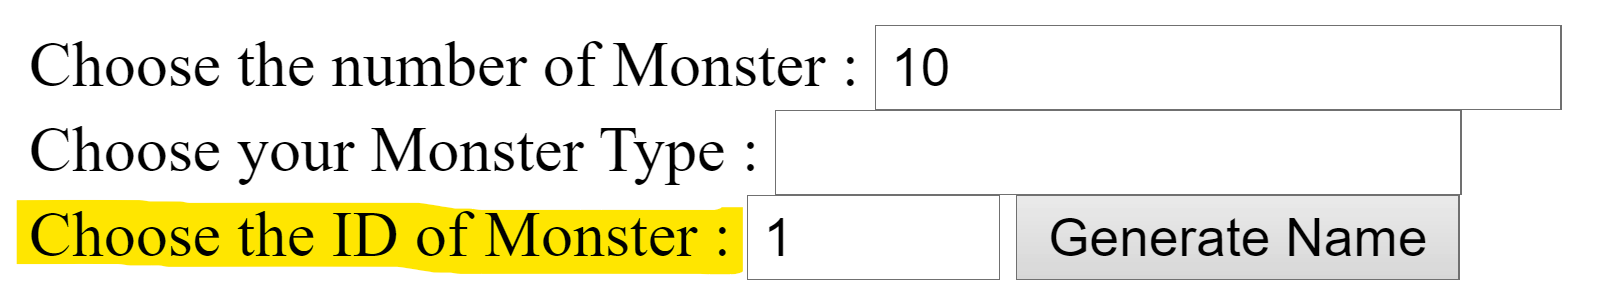 Choose the number of Monster : 10
Choose your Monster Type :
Choose the ID of Monster : 1 Generate Name